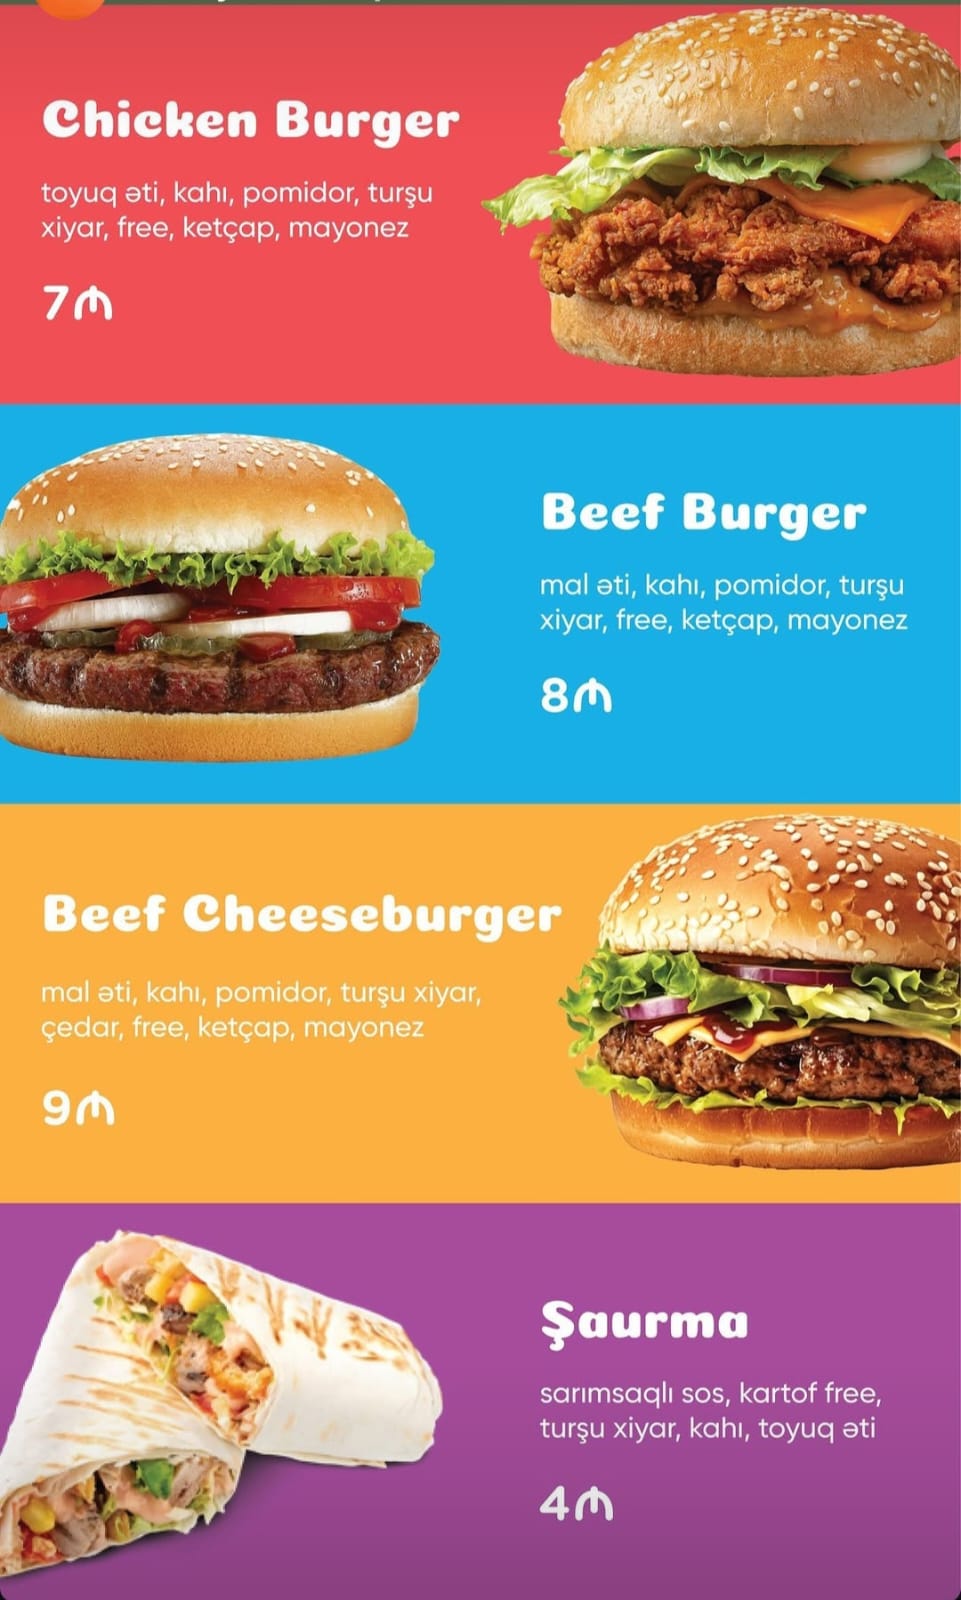 Chicken Burger
toyuq əti, kahı, pomidor, turşu
xiyar, free, ketçap, mayonez
7₼
Beef Burger
mal əti, kahı, pomidor, turşu
xiyar, free, ketçap, mayonez
8₼
Beef Cheeseburger
mal əti, kahı, pomidor, turşu xiyar,
çedar, free, ketçap, mayonez
9₼
Şaurma
sarımsaqlı sos, kartof free,
turşu xiyar, kahı, toyuq əti
4₼